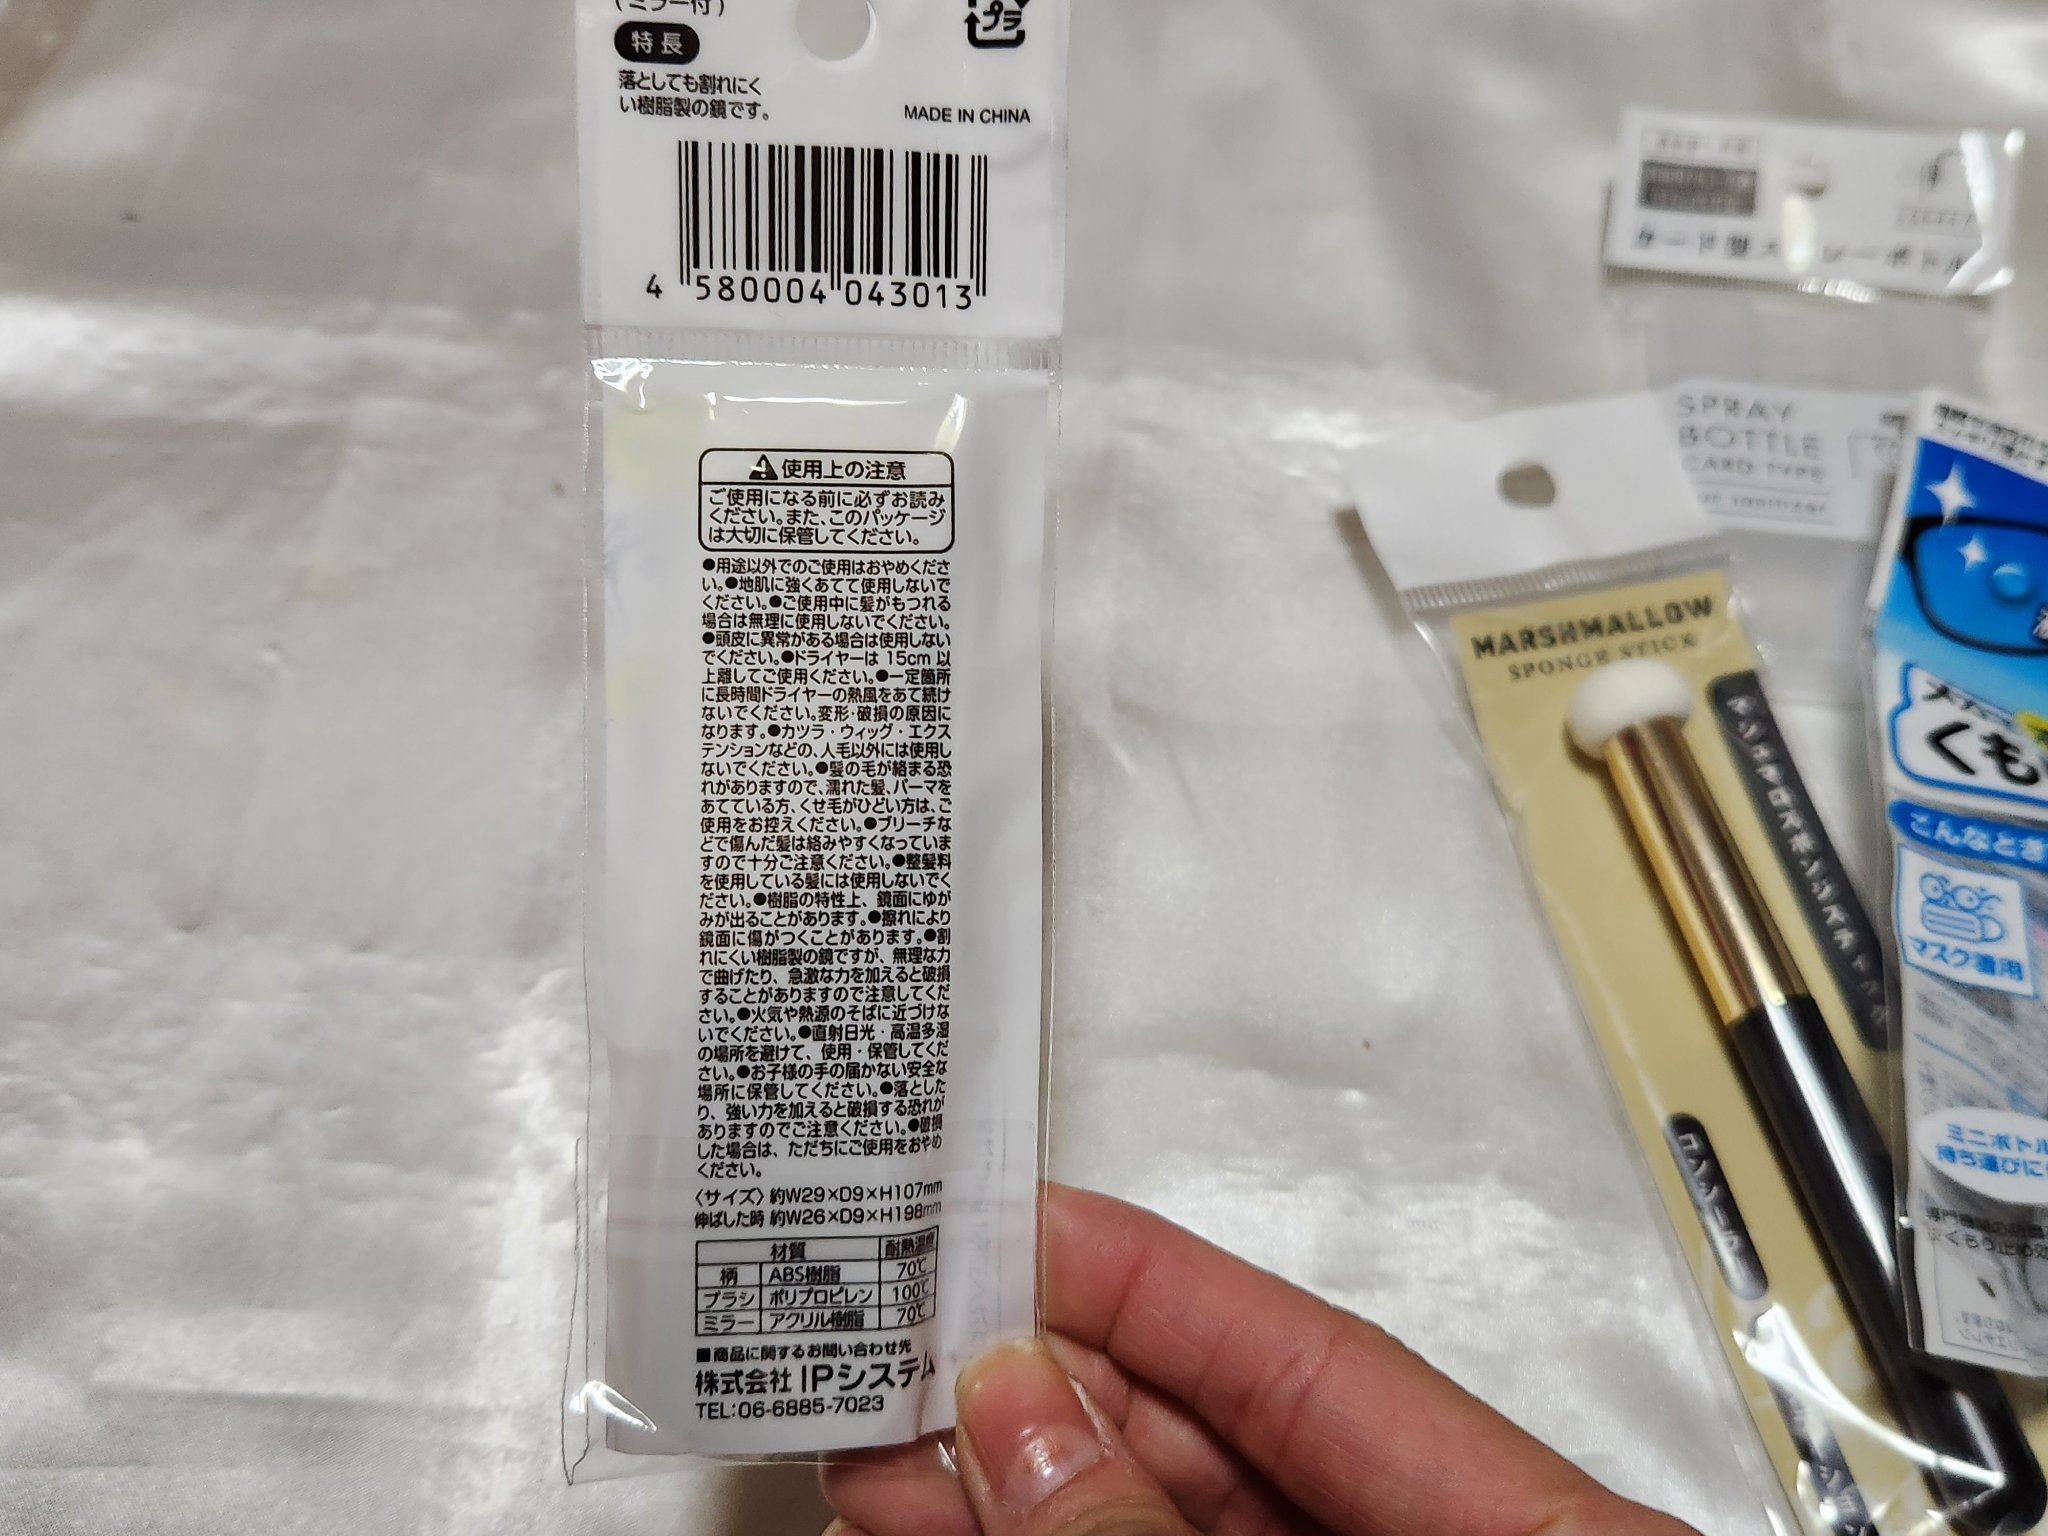 (ミラー付)
特長
プラ
落としても割れにく
い樹脂製の鏡です。
MADE IN CHINA
4 580004 043013
使用上の注意
ご使用になる前に必ずお読み
ください。また、このパッケージ
は大切に保管してください。
●用途以外でのご使用はおやめくださ
い。●地肌に強くあてて使用しないで
ください。●ご使用中に髪がもつれる
場合は無理に使用しないでください。
●頭皮に異常がある場合は使用しない
でください。●ドライヤーは 15cm 以
上離してご使用ください。●一定箇所
に長時間ドライヤーの熱風をあて続け
ないでください。変形・破損の原因に
なります。●カツラ・ウィッグ・エクス
テンションなどの、人毛以外には使用し
ないでください。●髪の毛が絡まる恐
れがありますので、濡れた髪、パーマを
あてている方、くせ毛がひどい方は、ご
使用をお控えください。●ブリーチな
どで傷んだ髪は絡みやすくなっていま
すので十分ご注意ください。●整髪料
を使用している髪には使用しないでく
ださい。●樹脂の特性上、鏡面にゆが
みが出ることがあります。●擦れにより
鏡面に傷がつくことがあります。●割
れにくい樹脂製の鏡ですが、無理な力
で曲げたり、急激な力を加えると破損
することがありますので注意してくだ
さい。●火気や熱源のそばに近づけな
いでください。●直射日光・高温多湿
の場所を避けて、使用・保管してくだ
さい。●お子様の手の届かない安全な
場所に保管してください。●落とした
り、強い力を加えると破損する恐れが
ありますのでご注意ください。●破損
した場合は、ただちにご使用をおやめ
ください。
〈サイズ〉約W29×D9×H107mm
伸ばした時 約W26×D9×H198mm
材質 耐熱温度
柄 ABS樹脂 70℃
ブラシ ポリプロピレン 100℃
ミラー アクリル樹脂 70℃
■商品に関するお問い合わせ先
株式会社 IPシステム
TEL:06-6885-7023
SPRAY
BOTTLE
CARD TYPE
MARSHMALLOW
SPONGE STICK
くも
こんなとき
マスク着用
ミニボトル
持ち運びに